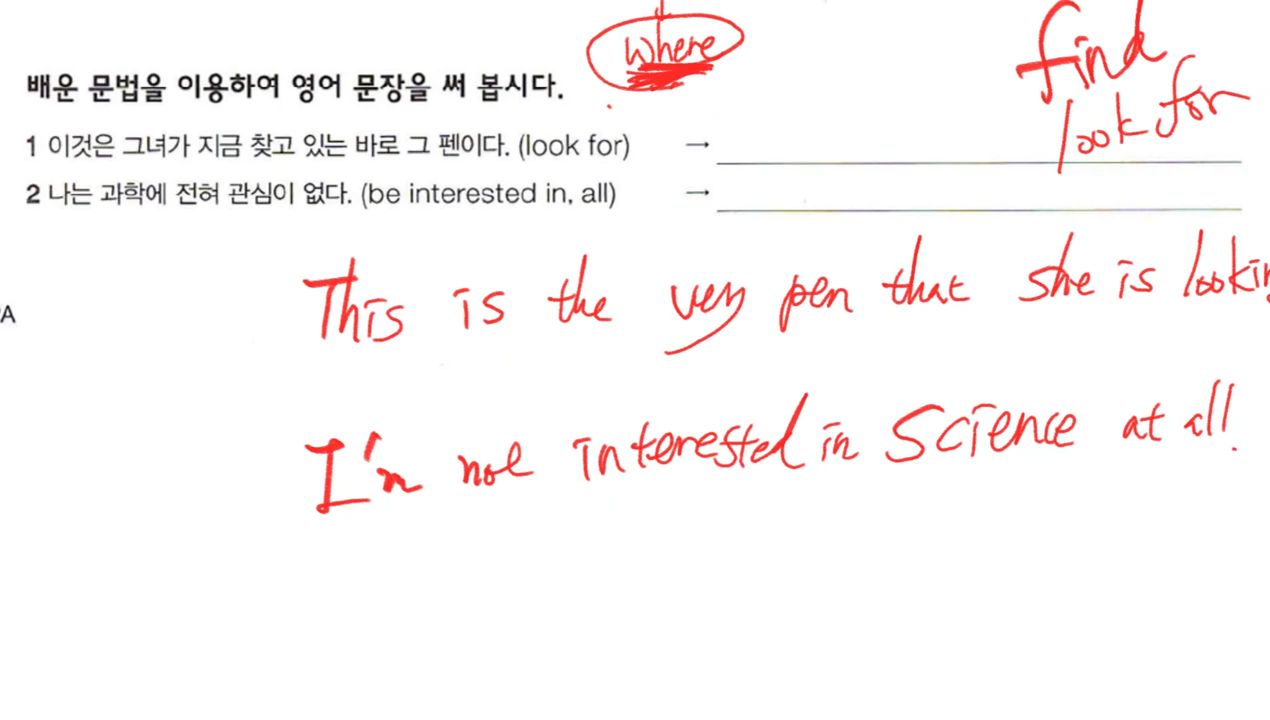 where
find
look for
배운 문법을 이용하여 영어 문장을 써 봅시다.
1 이것은 그녀가 지금 찾고 있는 바로 그 펜이다. (look for) →
2 나는 과학에 전혀 관심이 없다. (be interested in, all) →
This is the very pen that she is lookin
A
I'm not interested in Science at all.